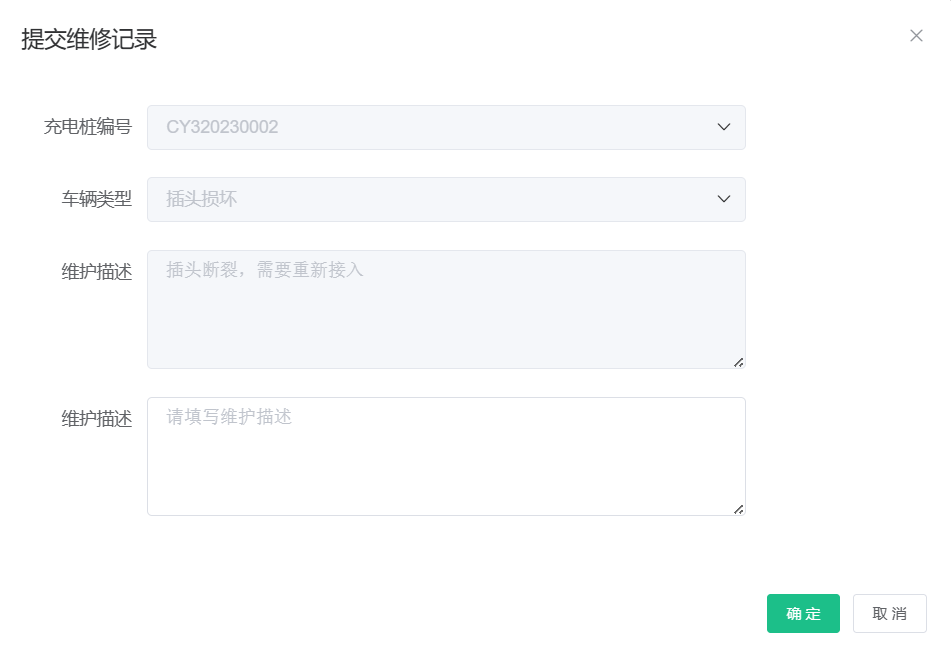 提交维修记录
充电桩编号 CY320230002
车辆类型 插头损坏
维护描述 插头断裂，需要重新接入
维护描述 请填写维护描述
确定 取消